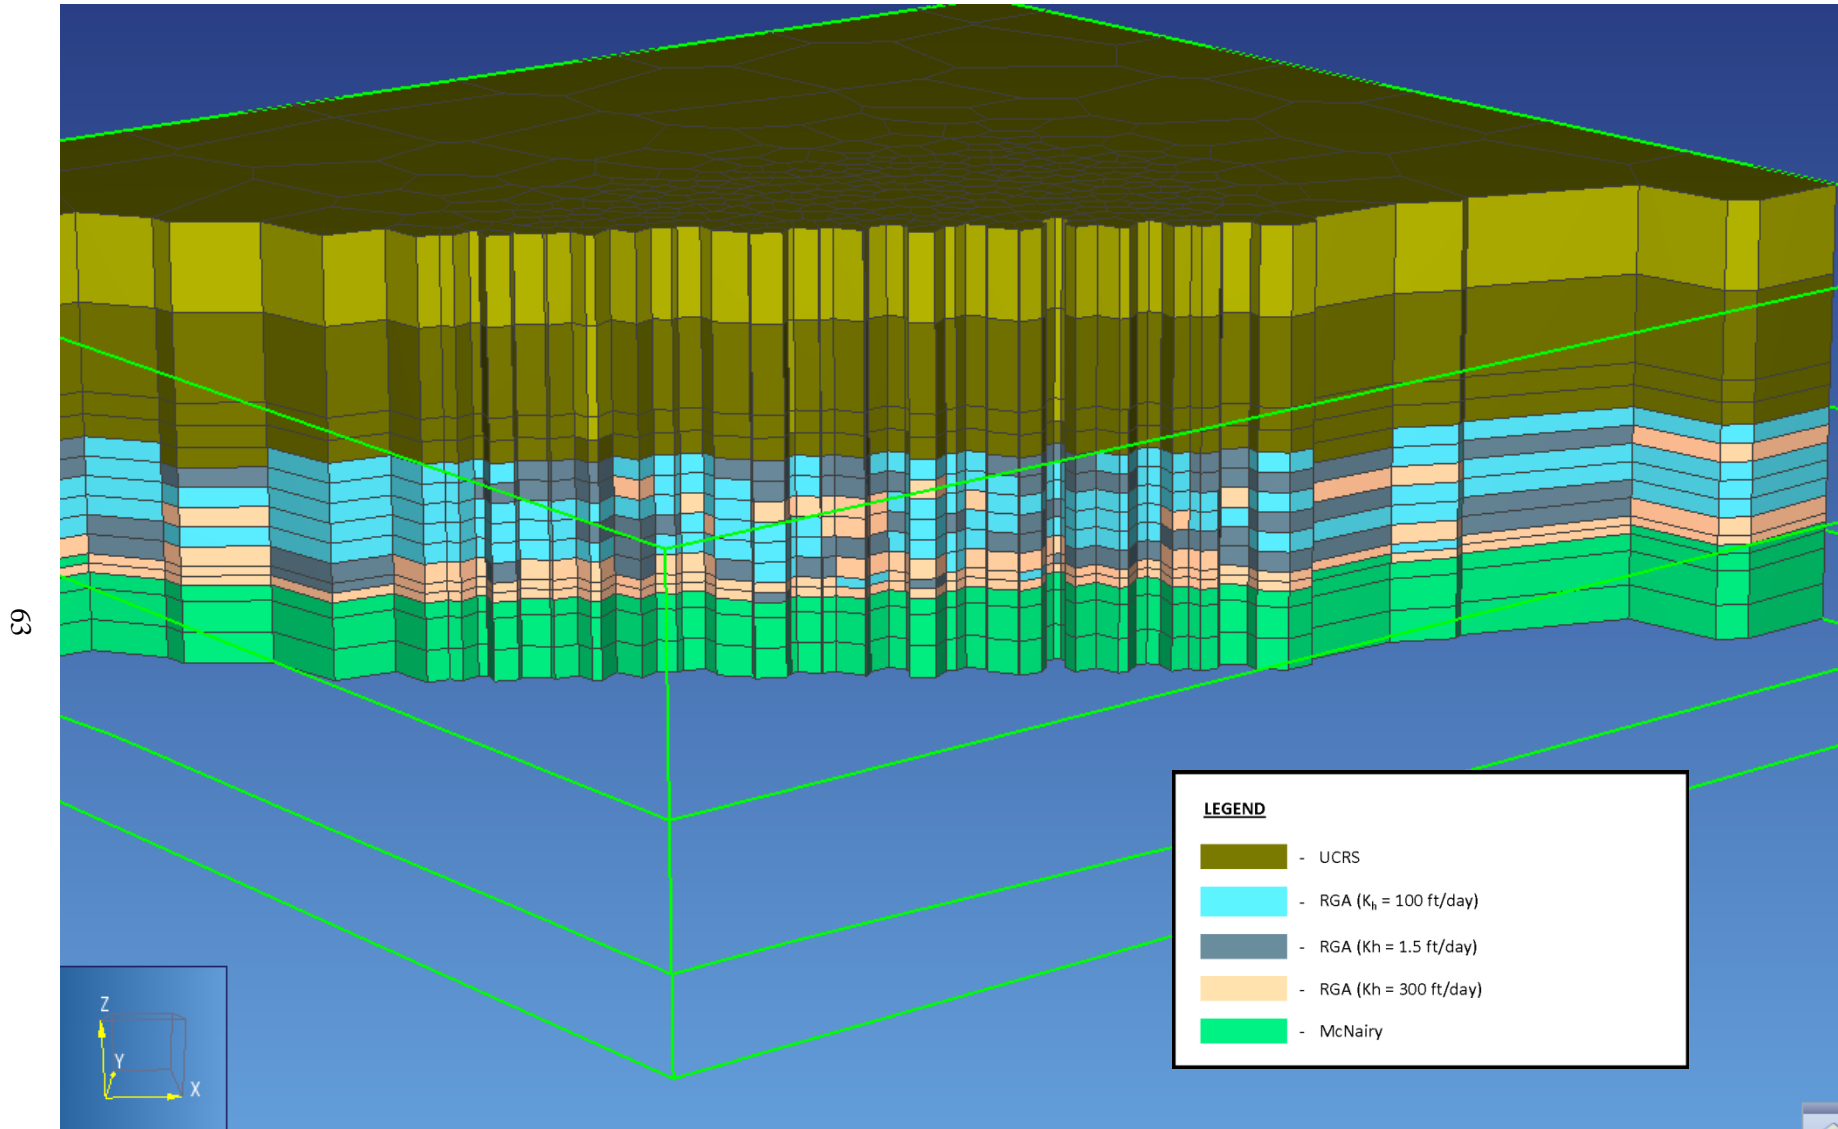 63
Z
Y
X
LEGEND
- UCRS
- RGA (Kₕ = 100 ft/day)
- RGA (Kh = 1.5 ft/day)
- RGA (Kh = 300 ft/day)
- McNairy